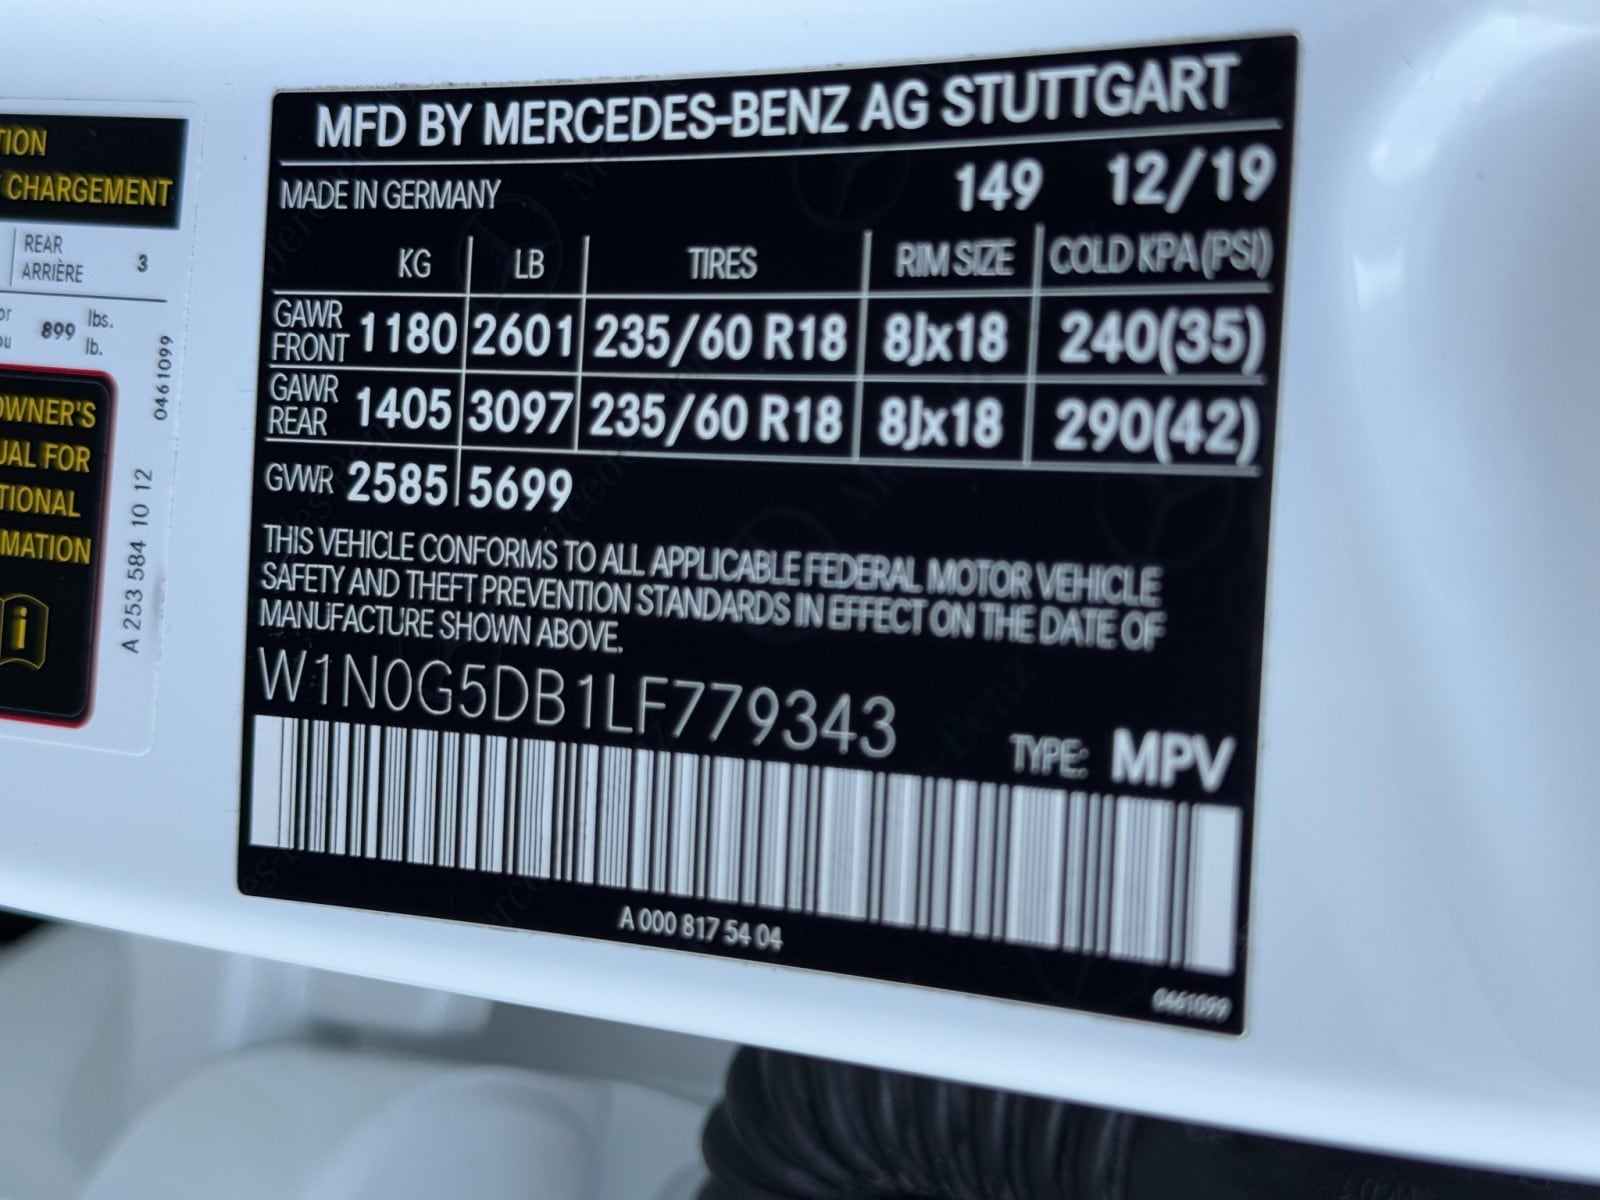 TION
CHARGEMENT
REAR
ARRIÈRE 3
or 899 lbs.
ou lb.
0461099
OWNER'S
UAL FOR
TIONAL
MATION
A 253 584 10 12
i
MFD BY MERCEDES-BENZ AG STUTTGART
MADE IN GERMANY 149 12/19
KG LB TIRES RIM SIZE COLD KPA(PSI)
GAWR FRONT 1180 2601 235/60 R18 8Jx18 240(35)
GAWR REAR 1405 3097 235/60 R18 8Jx18 290(42)
GVWR 2585 5699
THIS VEHICLE CONFORMS TO ALL APPLICABLE FEDERAL MOTOR VEHICLE
SAFETY AND THEFT PREVENTION STANDARDS IN EFFECT ON THE DATE OF
MANUFACTURE SHOWN ABOVE.
W1N0G5DB1LF779343
TYPE: MPV
A 000 817 54 04
0461099